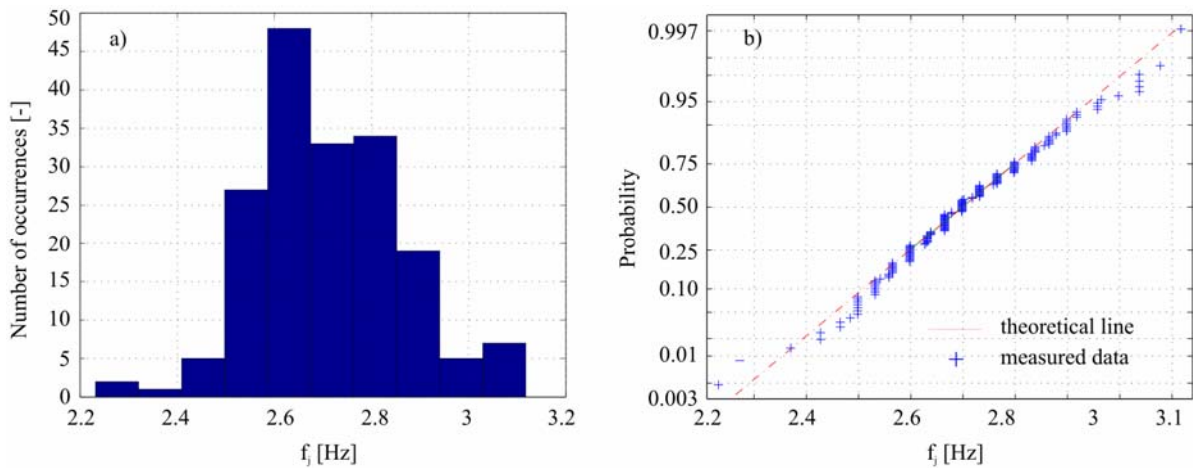 a)
50
45
40
35
30
25
20
15
10
5
0
Number of occurrences [-]
2.2 2.4 2.6 2.8 3 3.2
f_j [Hz]
b)
0.997
0.95
0.75
0.50
0.25
0.10
0.01
0.003
Probability
theoretical line
measured data
2.2 2.4 2.6 2.8 3 3.1
f_j [Hz]